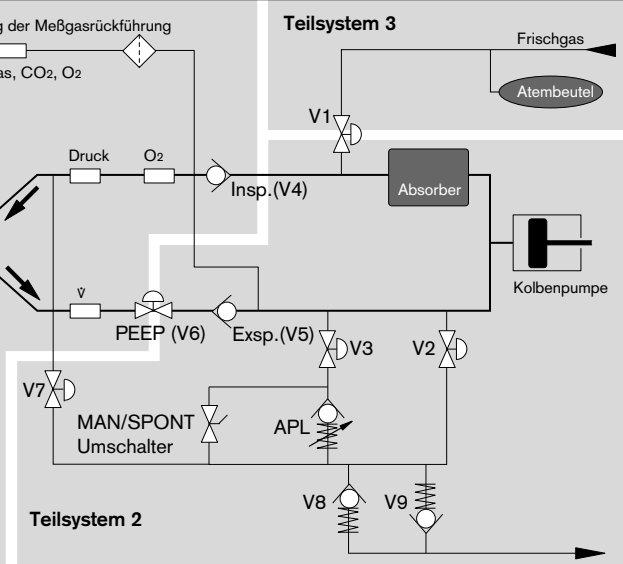 g der Meßgasrückführung
Teilsystem 3
Frischgas
as, CO2, O2
Atembeutel
V1
Druck
O2
Insp.(V4)
Absorber
Kolbenpumpe
V̇
PEEP (V6)
Exsp.(V5)
V3
V2
V7
MAN/SPONT
Umschalter
APL
V8
V9
Teilsystem 2